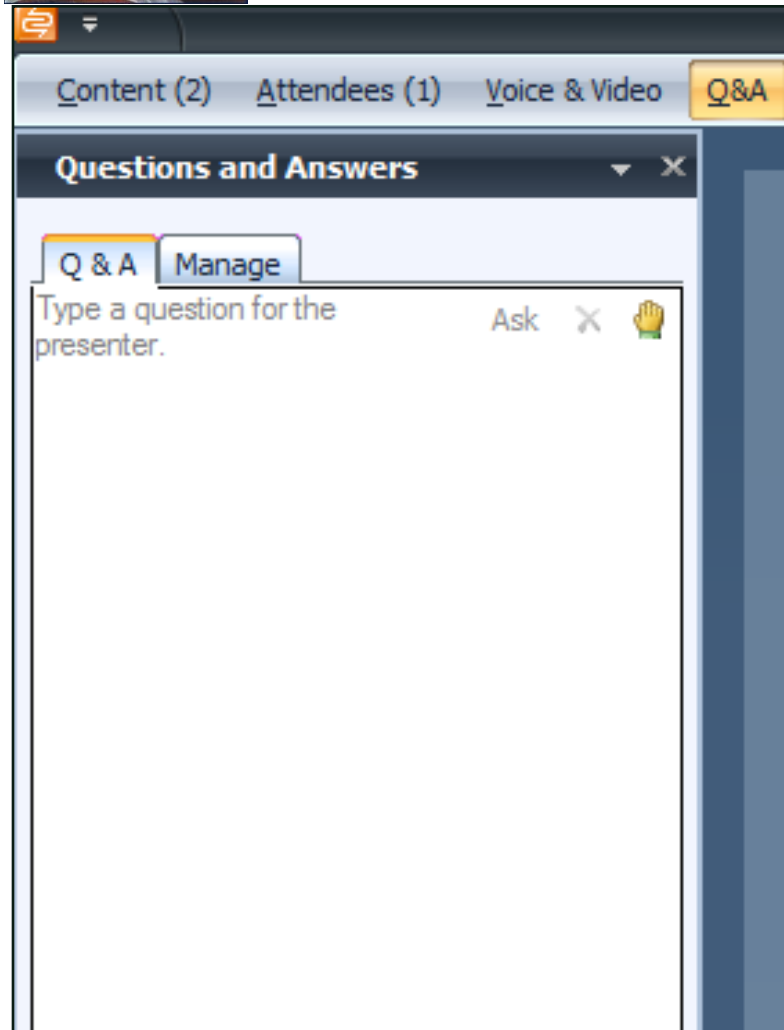 Content (2) Attendees (1) Voice & Video Q&A
Questions and Answers
Q & A Manage
Type a question for the Ask
presenter.